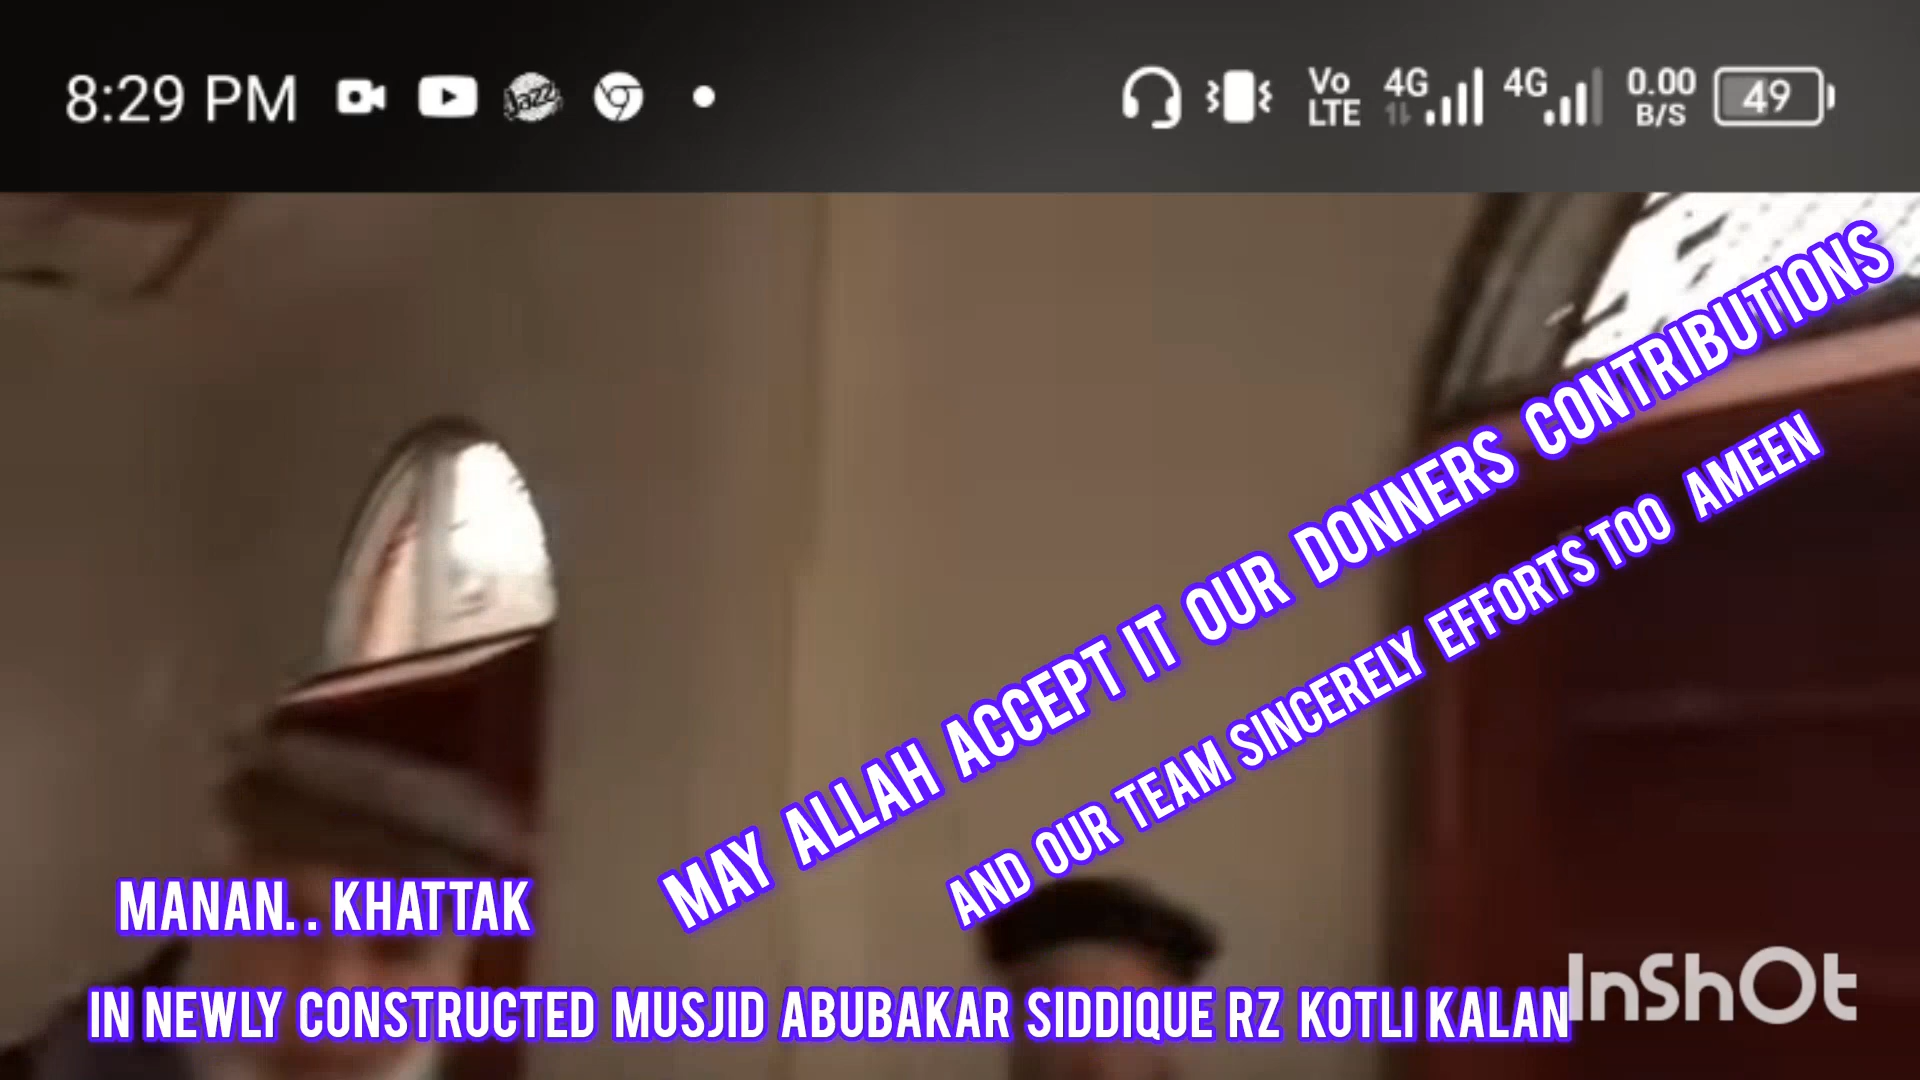 8:29 PM Jazz Vo LTE 4G 4G 0.00 B/S 49
MAY ALLAH ACCEPT IT OUR DONNERS CONTRIBUTIONS
AND OUR TEAM SINCERELY EFFORTS TOO AMEEN
MANAN.. KHATTAK
IN NEWLY CONSTRUCTED MUSJID ABUBAKAR SIDDIQUE RZ KOTLI KALAN
InShOt